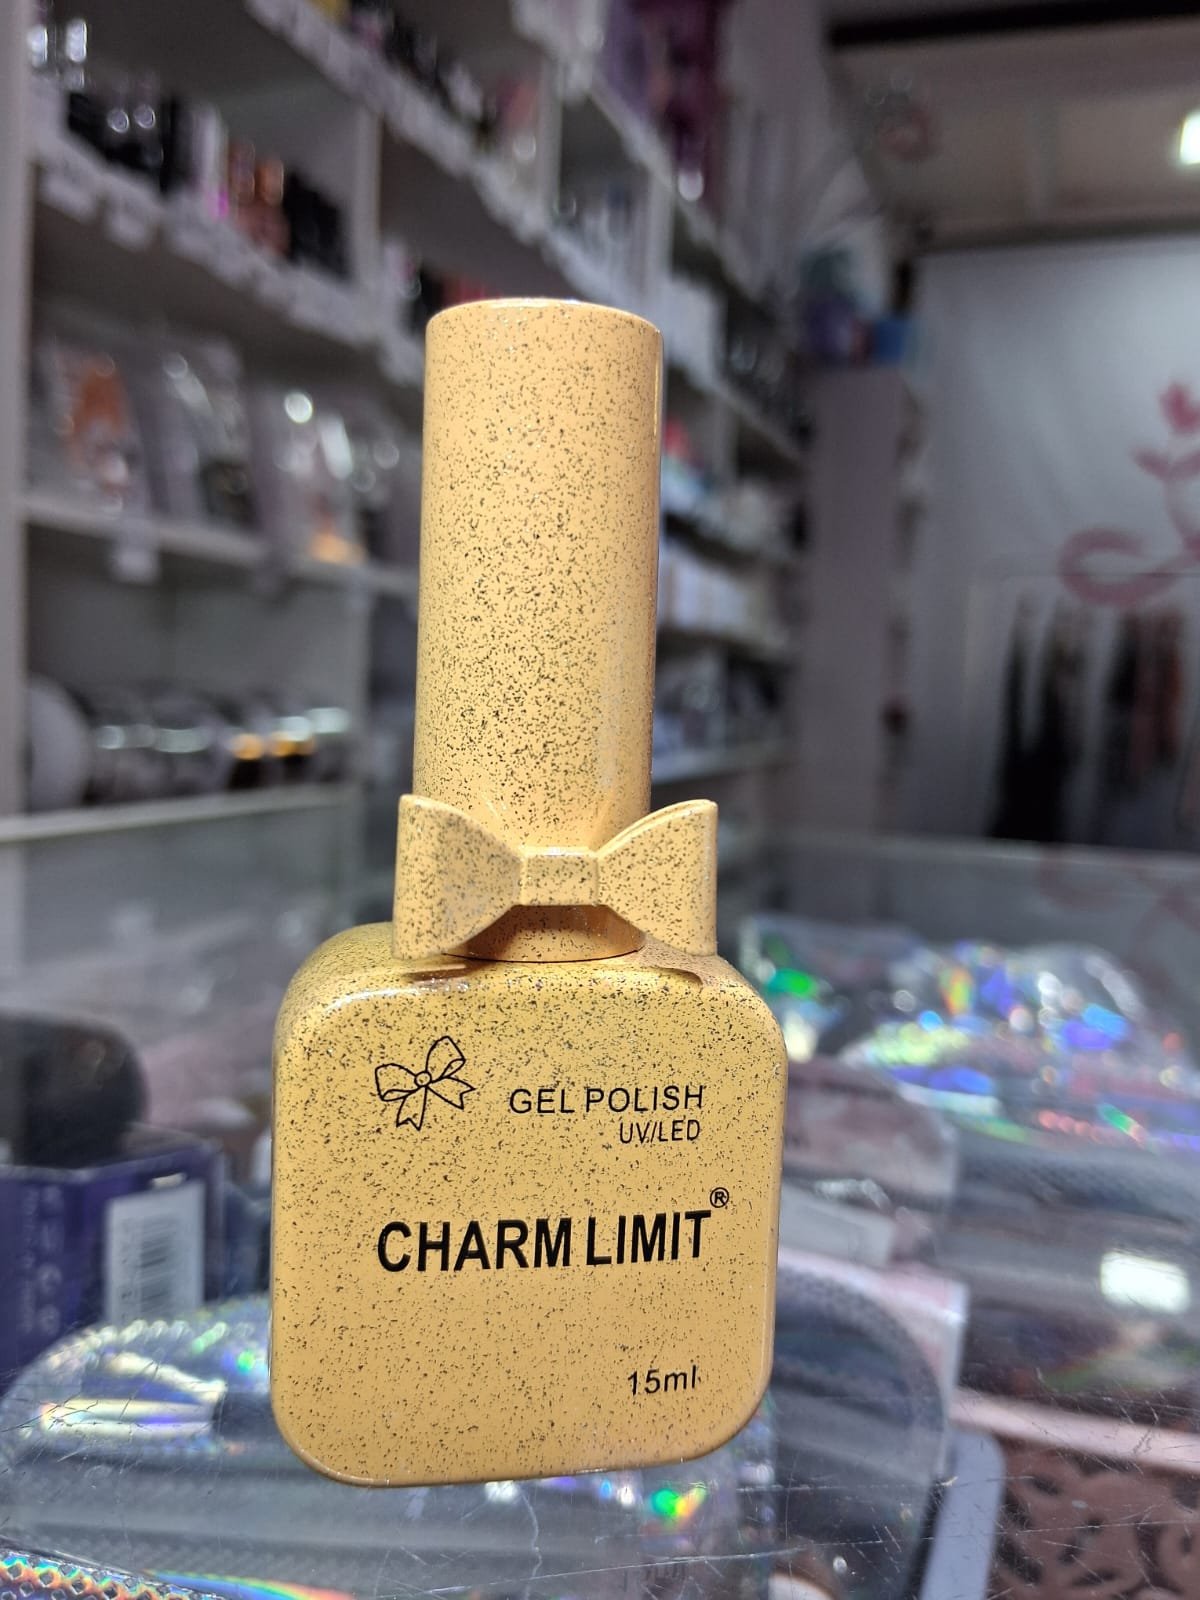 GEL POLISH
UV/LED
CHARM LIMIT®
15ml